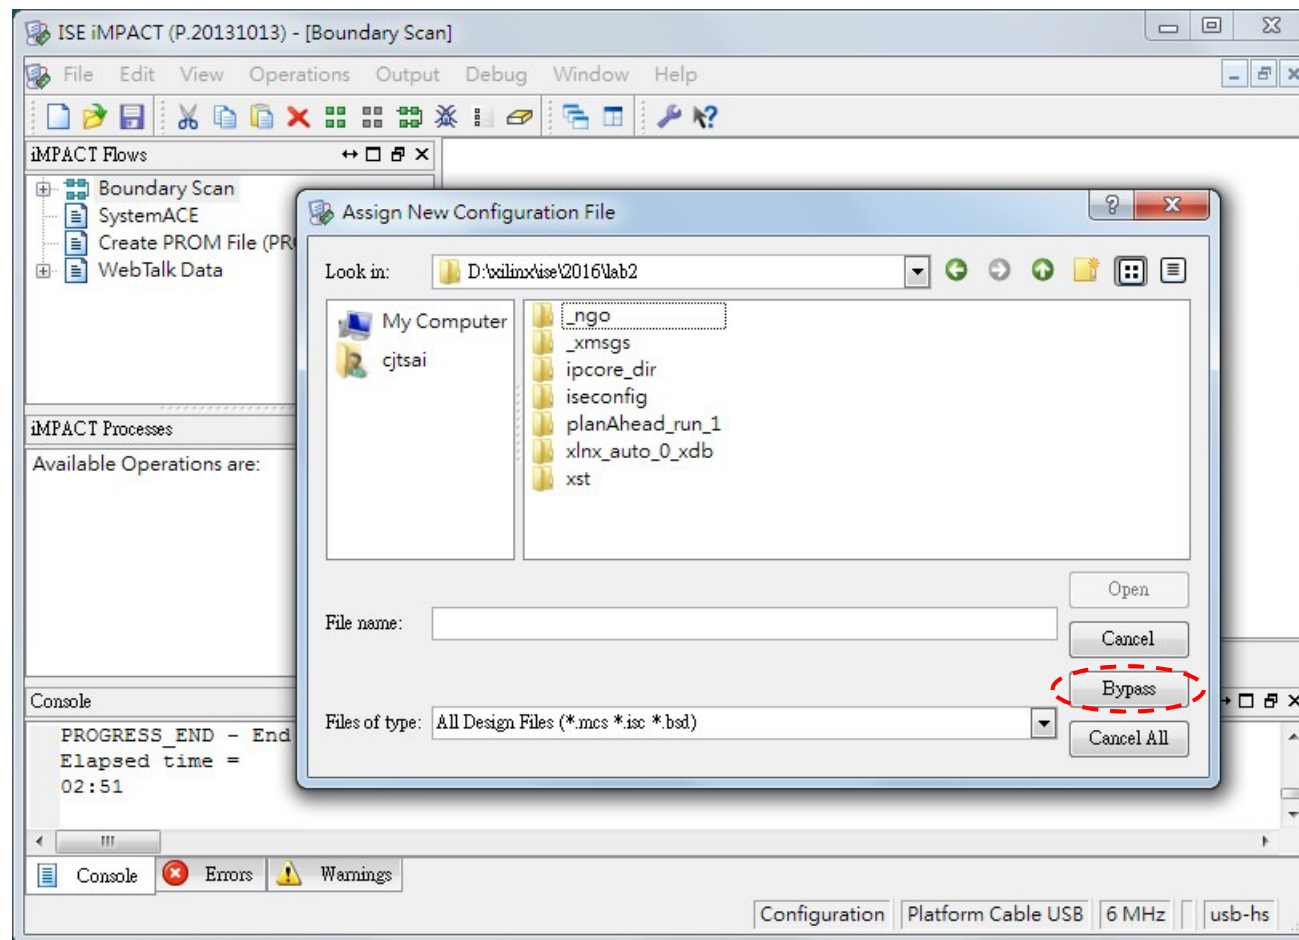 ISE iMPACT (P.20131013) - [Boundary Scan]
File Edit View Operations Output Debug Window Help
iMPACT Flows
Boundary Scan
SystemACE
Create PROM File (PR
WebTalk Data
Assign New Configuration File
Look in: D:\xilinx\ise\2016\lab2
My Computer
cjtsai
_ngo
_xmsgs
ipcore_dir
iseconfig
planAhead_run_1
xlnx_auto_0_xdb
xst
iMPACT Processes
Available Operations are:
Open
File name:
Cancel
Bypass
Files of type: All Design Files (*.mcs *.isc *.bsd)
Cancel All
Console
PROGRESS_END - End
Elapsed time =
02:51
Console Errors Warnings
Configuration Platform Cable USB 6 MHz usb-hs